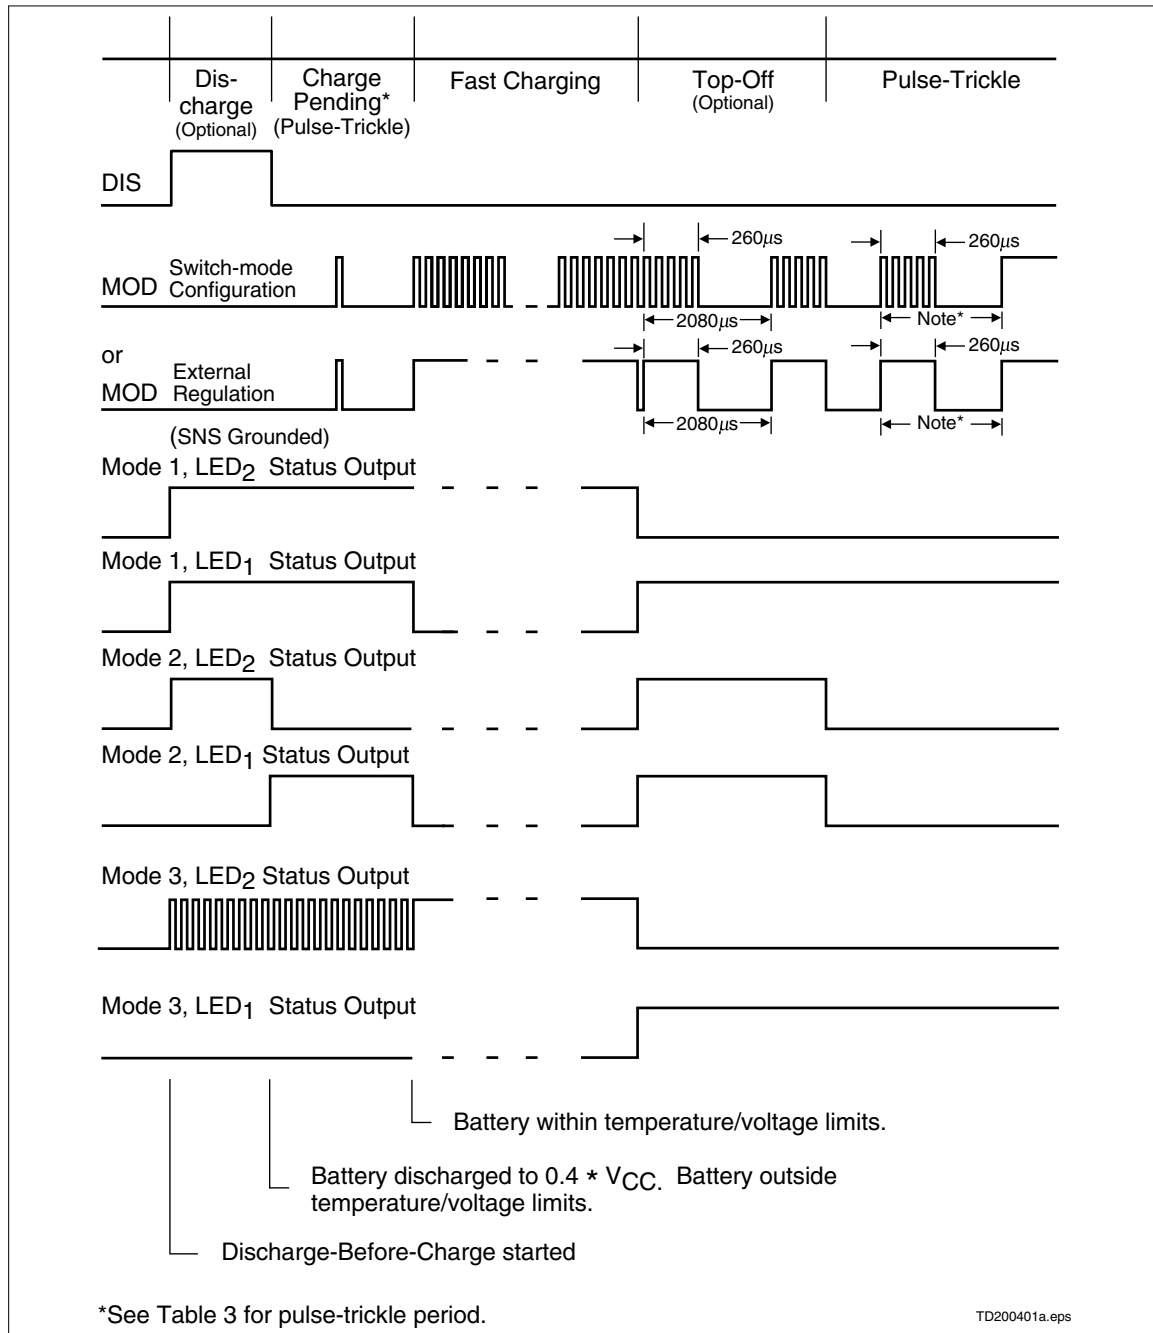 Dis-
charge
(Optional)
Charge
Pending*
(Pulse-Trickle)
Fast Charging
Top-Off
(Optional)
Pulse-Trickle
DIS
MOD
Switch-mode
Configuration
260µs
260µs
2080µs
Note*
or
MOD
External
Regulation
260µs
260µs
2080µs
Note*
(SNS Grounded)
Mode 1, LED2 Status Output
Mode 1, LED1 Status Output
Mode 2, LED2 Status Output
Mode 2, LED1 Status Output
Mode 3, LED2 Status Output
Mode 3, LED1 Status Output
Battery within temperature/voltage limits.
Battery discharged to 0.4 * VCC. Battery outside
temperature/voltage limits.
Discharge-Before-Charge started
*See Table 3 for pulse-trickle period.
TD200401a.eps